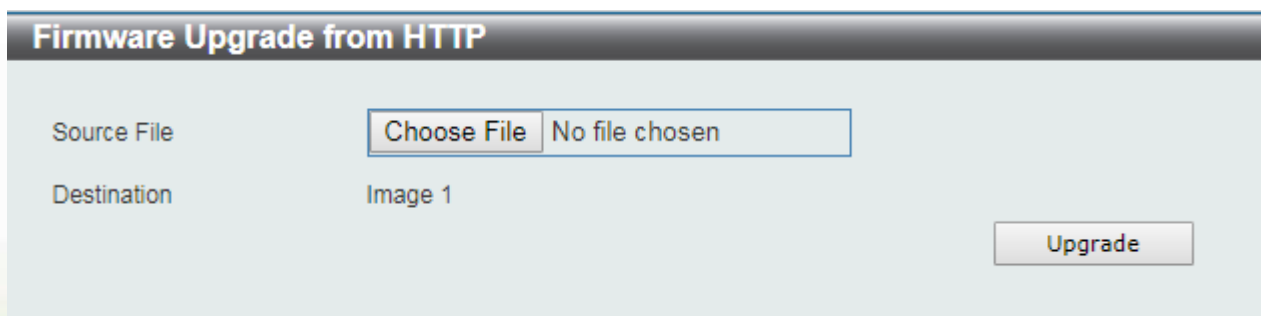 Firmware Upgrade from HTTP
Source File Choose File No file chosen
Destination Image 1
Upgrade